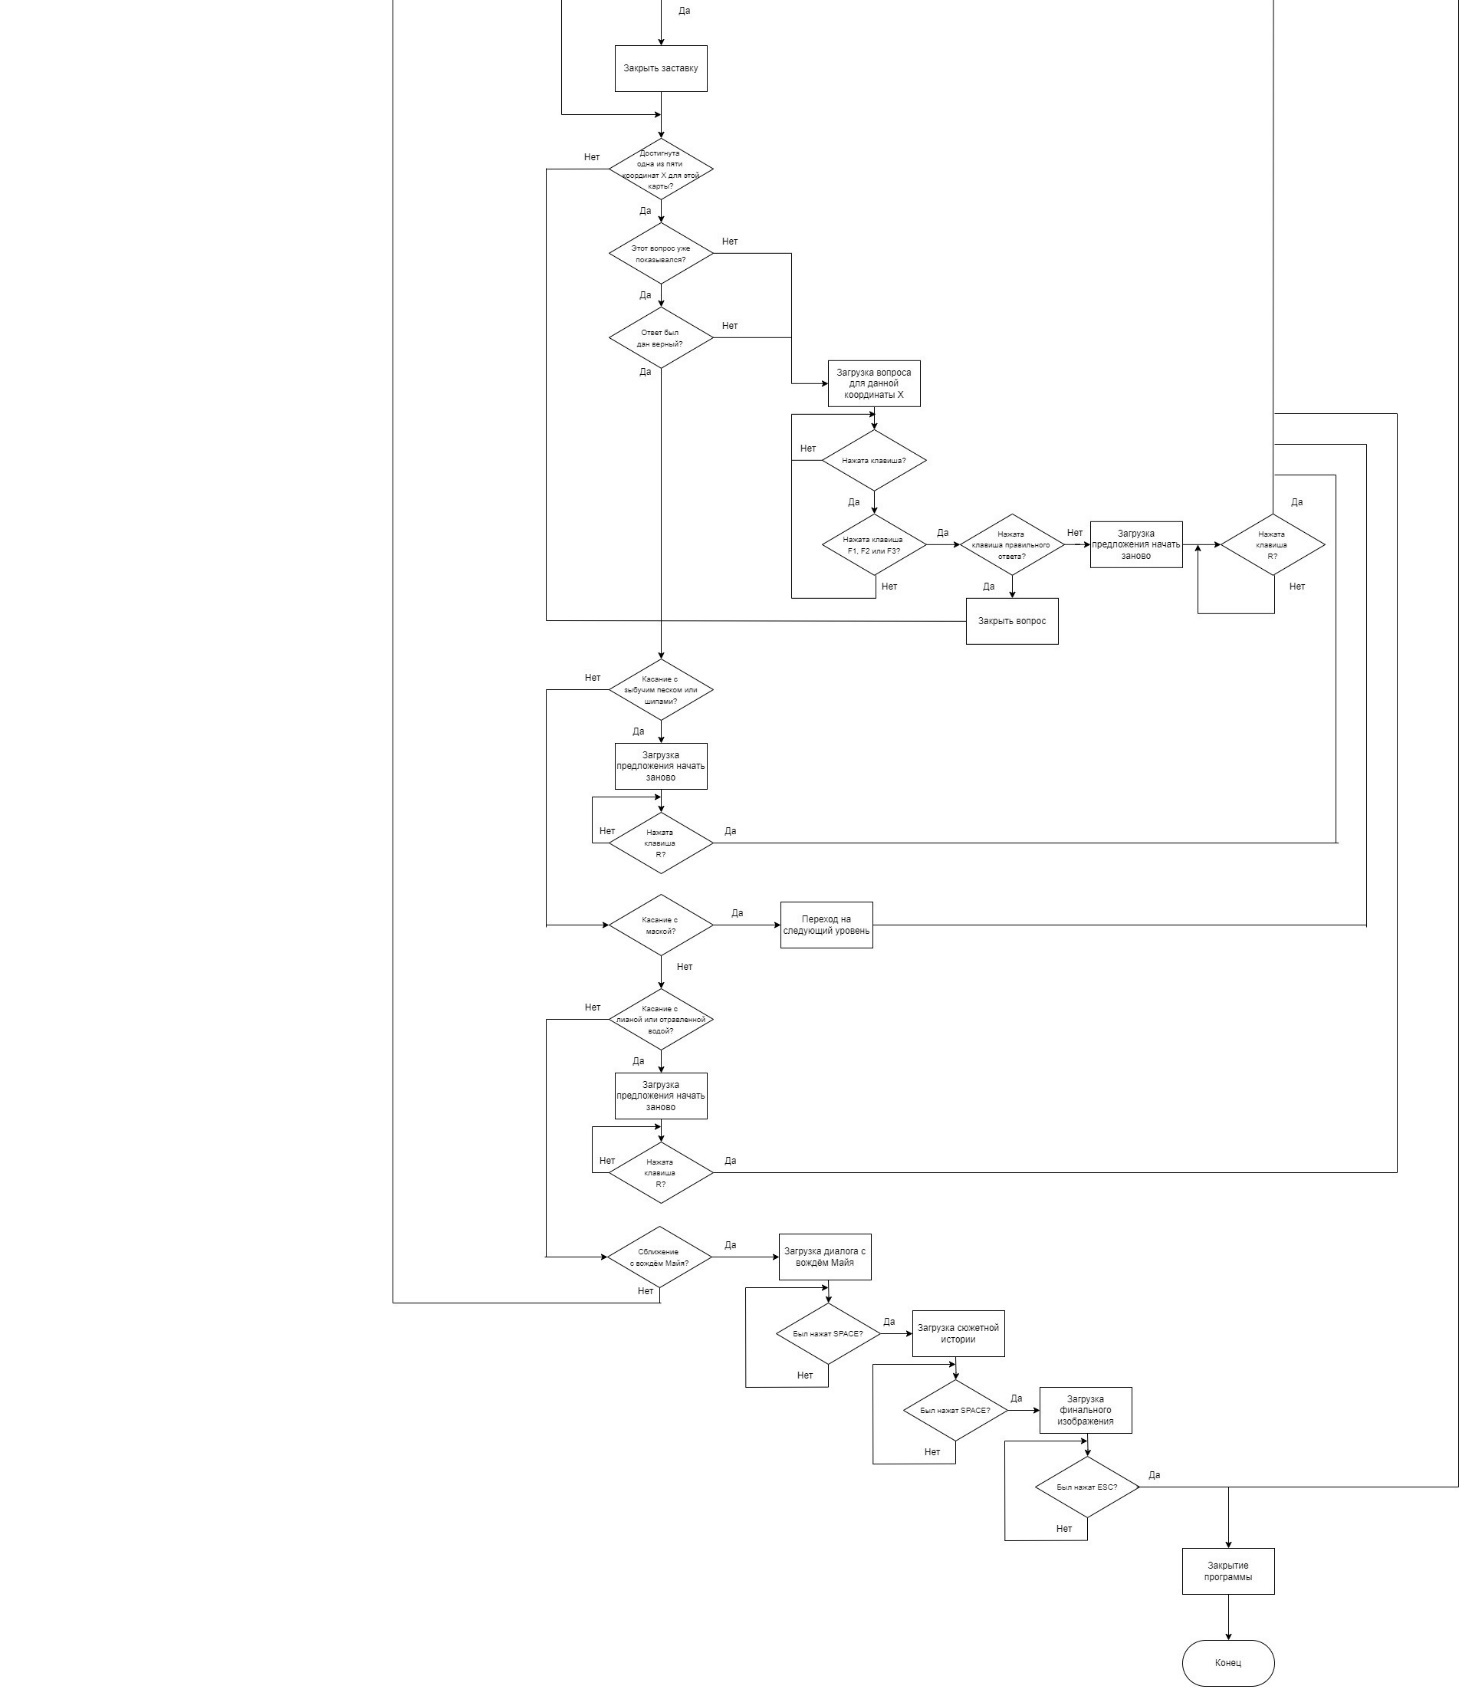 Да
Закрыть заставку
Нет
Достигнута
одна из пяти
координат X для этой
карты?
Да
Этот вопрос уже
показывался?
Нет
Да
Ответ был
дан верный?
Нет
Да
Загрузка вопроса
для данной
координаты X
Нажата клавиша?
Нет
Да
Нажата клавиша
F1, F2 или F3?
Да
Нет
Нажата
клавиша правильного
ответа?
Нет
Да
Загрузка
предложения начать
заново
Да
Нажата
клавиша
R?
Нет
Закрыть вопрос
Нет
Касание с
зыбучим песком или
шипами?
Да
Загрузка
предложения начать
заново
Нет
Нажата
клавиша
R?
Да
Касание с
маской?
Да
Переход на
следующий уровень
Нет
Нет
Касание с
лианой или отравленной
водой?
Да
Загрузка
предложения начать
заново
Нет
Нажата
клавиша
R?
Да
Сближение
с вождём Майя?
Да
Нет
Загрузка диалога с
вождём Майя
Был нажат SPACE?
Да
Нет
Загрузка сюжетной
истории
Был нажат SPACE?
Да
Нет
Загрузка
финального
изображения
Был нажат ESC?
Да
Нет
Закрытие
программы
Конец